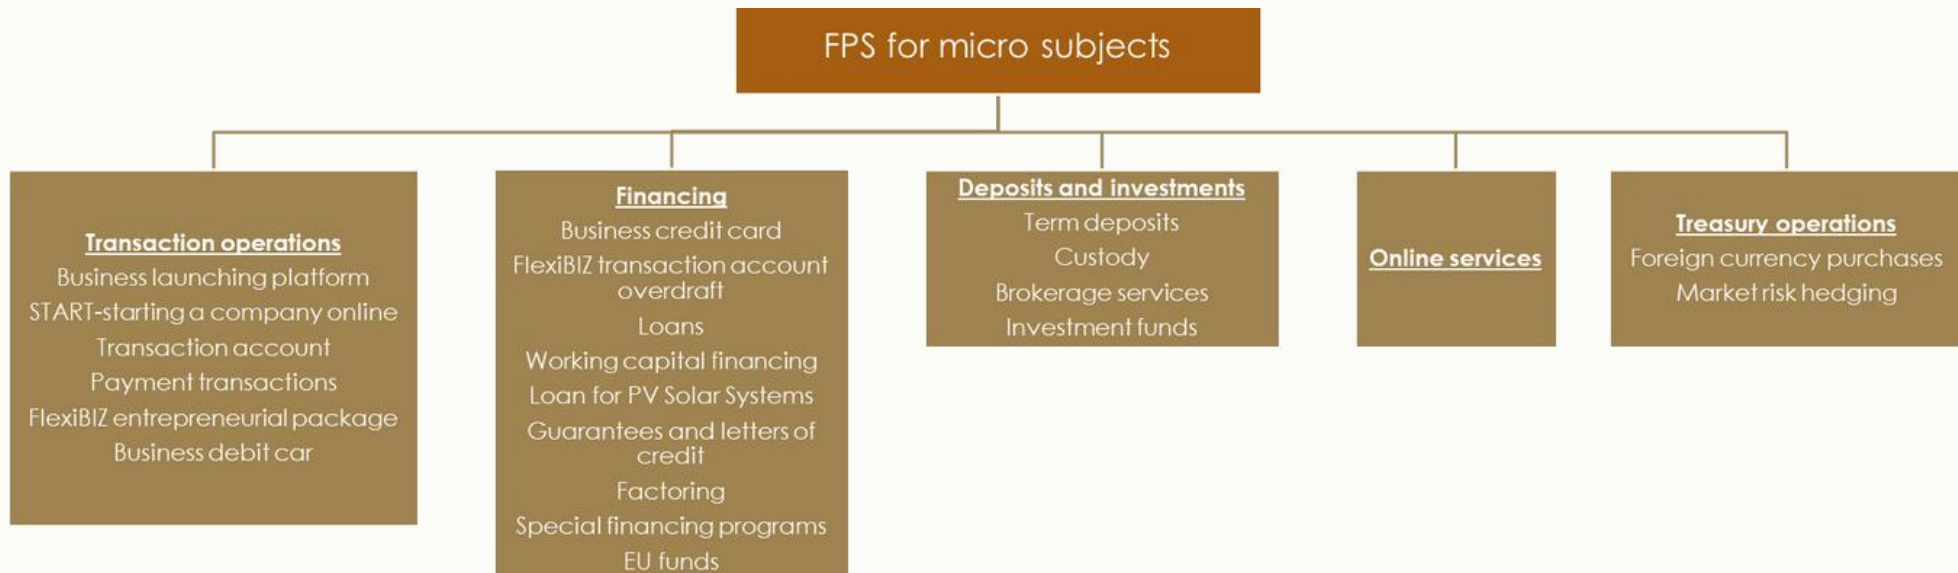 FPS for micro subjects
Transaction operations
Business launching platform
START-starting a company online
Transaction account
Payment transactions
FlexiBIZ entrepreneurial package
Business debit car
Financing
Business credit card
FlexiBIZ transaction account
overdraft
Loans
Working capital financing
Loan for PV Solar Systems
Guarantees and letters of
credit
Factoring
Special financing programs
EU funds
Deposits and investments
Term deposits
Custody
Brokerage services
Investment funds
Online services
Treasury operations
Foreign currency purchases
Market risk hedging